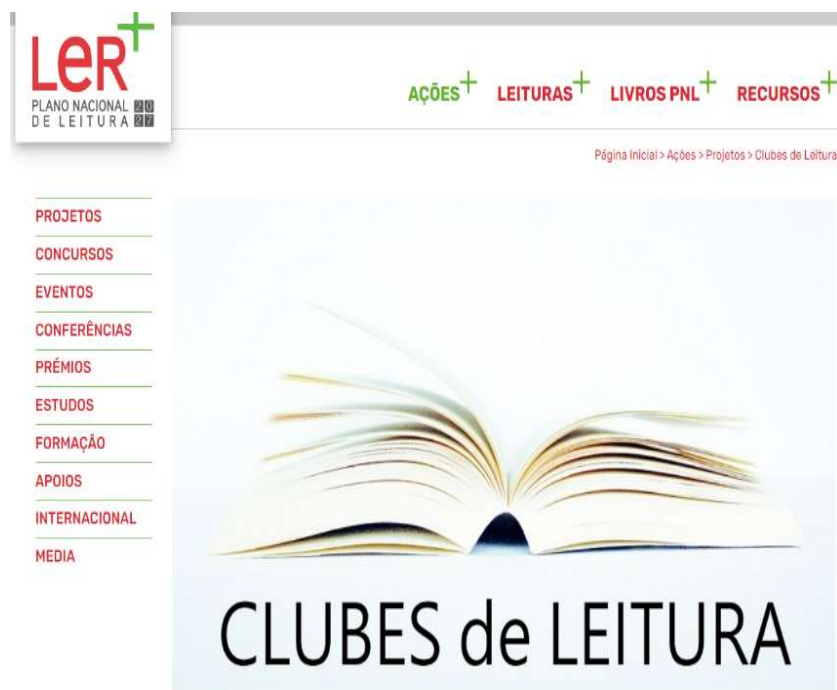 LeR+
PLANO NACIONAL 20
DE LEITURA 27
AÇÕES+ LEITURAS+ LIVROS PNL+ RECURSOS+
Página Inicial > Ações > Projetos > Clubes de Leitura
PROJETOS
CONCURSOS
EVENTOS
CONFERÊNCIAS
PRÉMIOS
ESTUDOS
FORMAÇÃO
APOIOS
INTERNACIONAL
MEDIA
CLUBES de LEITURA